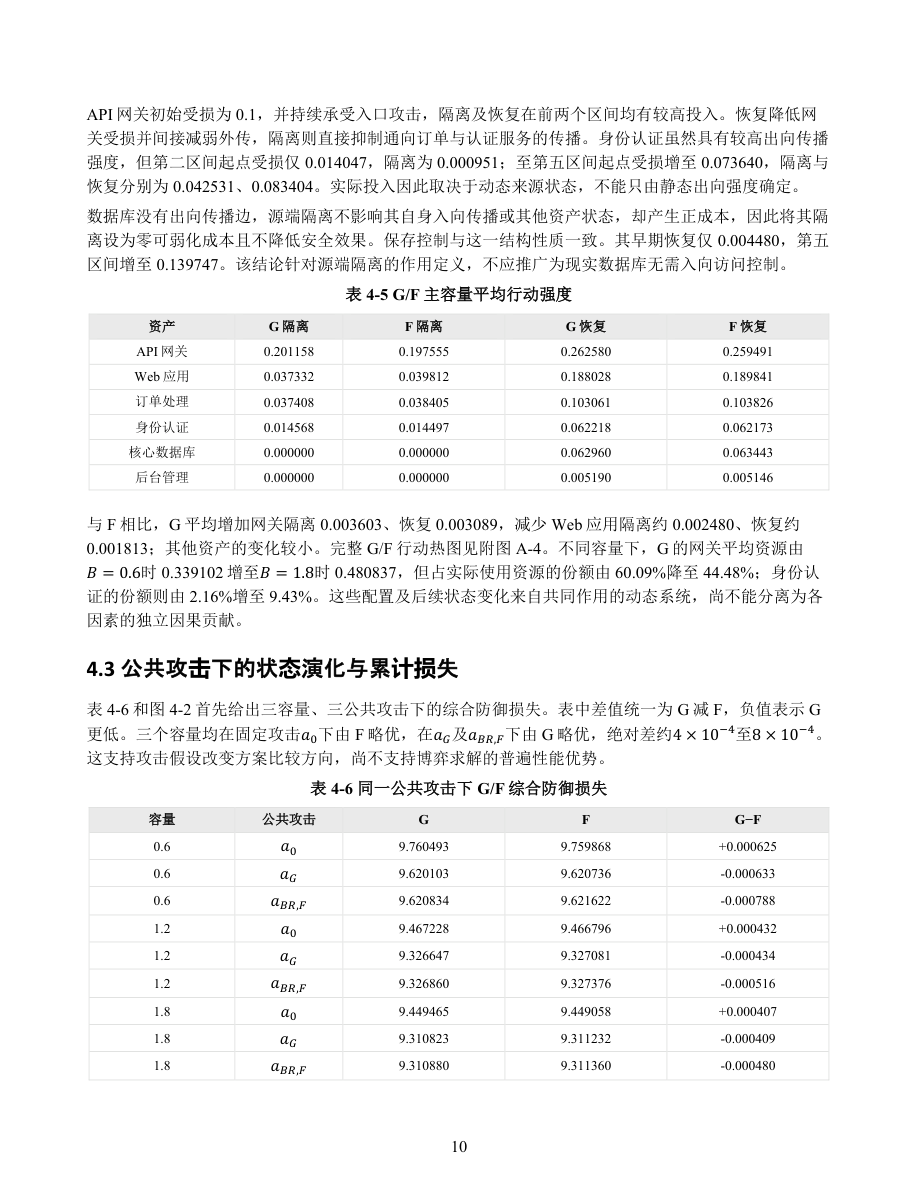 API 网关初始受损为 0.1，并持续承受入口攻击，隔离及恢复在前两个区间均有较高投入。恢复降低网
关受损并间接减弱外传，隔离则直接抑制通向订单与认证服务的传播。身份认证虽然具有较高出向传播
强度，但第二区间起点受损仅 0.014047，隔离为 0.000951；至第五区间起点受损增至 0.073640，隔离与
恢复分别为 0.042531、0.083404。实际投入因此取决于动态来源状态，不能只由静态出向强度确定。
数据库没有出向传播边，源端隔离不影响其自身入向传播或其他资产状态，却产生正成本，因此将其隔
离设为零可弱化成本且不降低安全效果。保存控制与这一结构性质一致。其早期恢复仅 0.004480，第五
区间增至 0.139747。该结论针对源端隔离的作用定义，不应推广为现实数据库无需入向访问控制。
表 4-5 G/F 主容量平均行动强度
资产 G 隔离 F 隔离 G 恢复 F 恢复
API 网关 0.201158 0.197555 0.262580 0.259491
Web 应用 0.037332 0.039812 0.188028 0.189841
订单处理 0.037408 0.038405 0.103061 0.103826
身份认证 0.014568 0.014497 0.062218 0.062173
核心数据库 0.000000 0.000000 0.062960 0.063443
后台管理 0.000000 0.000000 0.005190 0.005146
与 F 相比，G 平均增加网关隔离 0.003603、恢复 0.003089，减少 Web 应用隔离约 0.002480、恢复约
0.001813；其他资产的变化较小。完整 G/F 行动热图见附图 A-4。不同容量下，G 的网关平均资源由
𝐵 = 0.6时 0.339102 增至𝐵 = 1.8时 0.480837，但占实际使用资源的份额由 60.09%降至 44.48%；身份认
证的份额则由 2.16%增至 9.43%。这些配置及后续状态变化来自共同作用的动态系统，尚不能分离为各
因素的独立因果贡献。
4.3 公共攻击下的状态演化与累计损失
表 4-6 和图 4-2 首先给出三容量、三公共攻击下的综合防御损失。表中差值统一为 G 减 F，负值表示 G
更低。三个容量均在固定攻击𝑎₀下由 F 略优，在𝑎_G及𝑎_{BR,F}下由 G 略优，绝对差约4 × 10⁻⁴至8 × 10⁻⁴。
这支持攻击假设改变方案比较方向，尚不支持博弈求解的普遍性能优势。
表 4-6 同一公共攻击下 G/F 综合防御损失
容量 公共攻击 G F G−F
0.6 𝑎₀ 9.760493 9.759868 +0.000625
0.6 𝑎_G 9.620103 9.620736 -0.000633
0.6 𝑎_{BR,F} 9.620834 9.621622 -0.000788
1.2 𝑎₀ 9.467228 9.466796 +0.000432
1.2 𝑎_G 9.326647 9.327081 -0.000434
1.2 𝑎_{BR,F} 9.326860 9.327376 -0.000516
1.8 𝑎₀ 9.449465 9.449058 +0.000407
1.8 𝑎_G 9.310823 9.311232 -0.000409
1.8 𝑎_{BR,F} 9.310880 9.311360 -0.000480
10